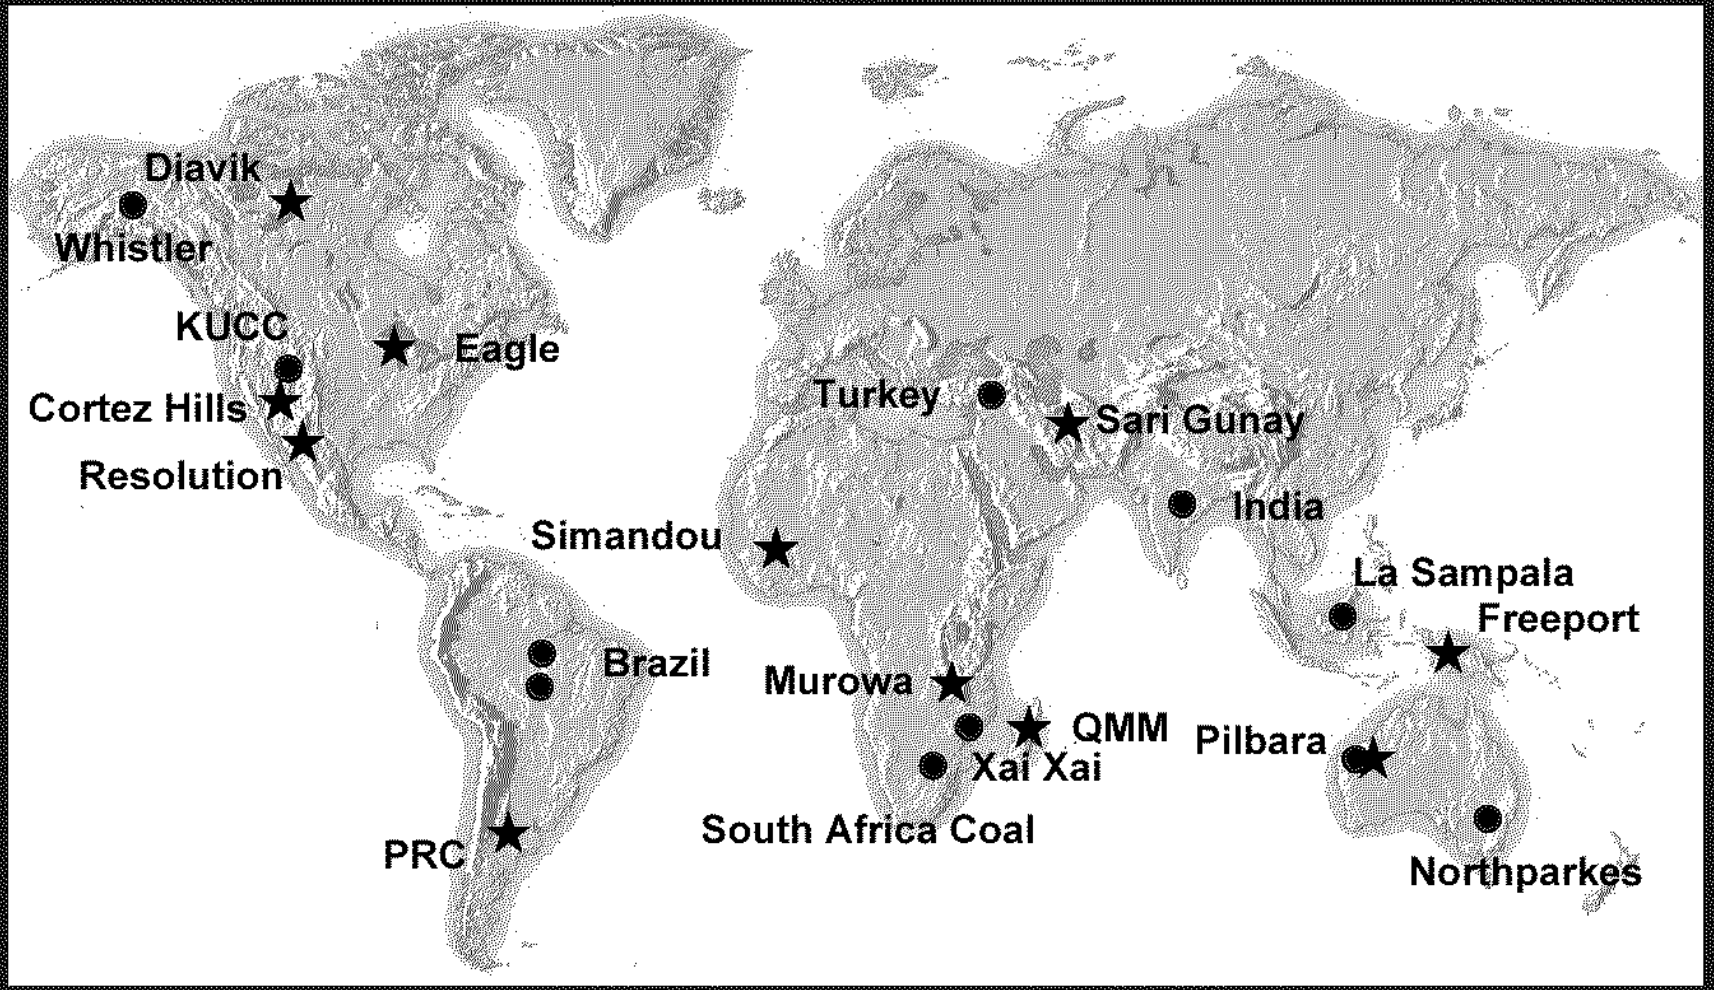 Diavik
Whistler
KUCC
Eagle
Cortez Hills
Resolution
Turkey
Sari Gunay
India
Simandou
La Sampala
Freeport
Brazil
Murowa
QMM
Pilbara
Xai Xai
South Africa Coal
PRC
Northparkes